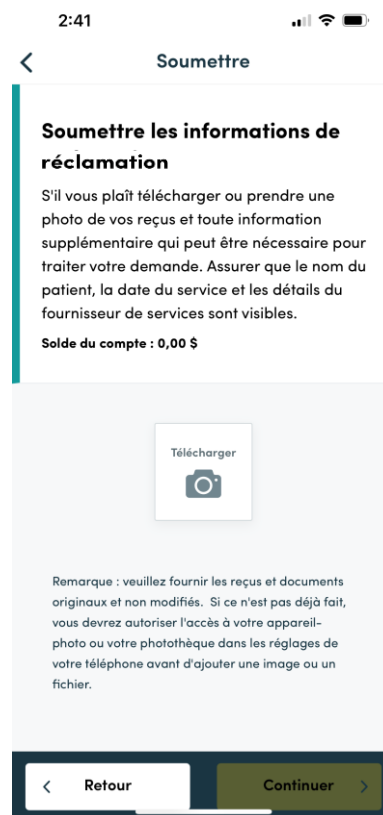 2:41
Soumettre
Soumettre les informations de
réclamation
S'il vous plaît télécharger ou prendre une
photo de vos reçus et toute information
supplémentaire qui peut être nécessaire pour
traiter votre demande. Assurer que le nom du
patient, la date du service et les détails du
fournisseur de services sont visibles.
Solde du compte : 0,00 $
Télécharger
Remarque : veuillez fournir les reçus et documents
originaux et non modifiés. Si ce n'est pas déjà fait,
vous devrez autoriser l'accès à votre appareil-
photo ou votre photothèque dans les réglages de
votre téléphone avant d'ajouter une image ou un
fichier.
Retour
Continuer